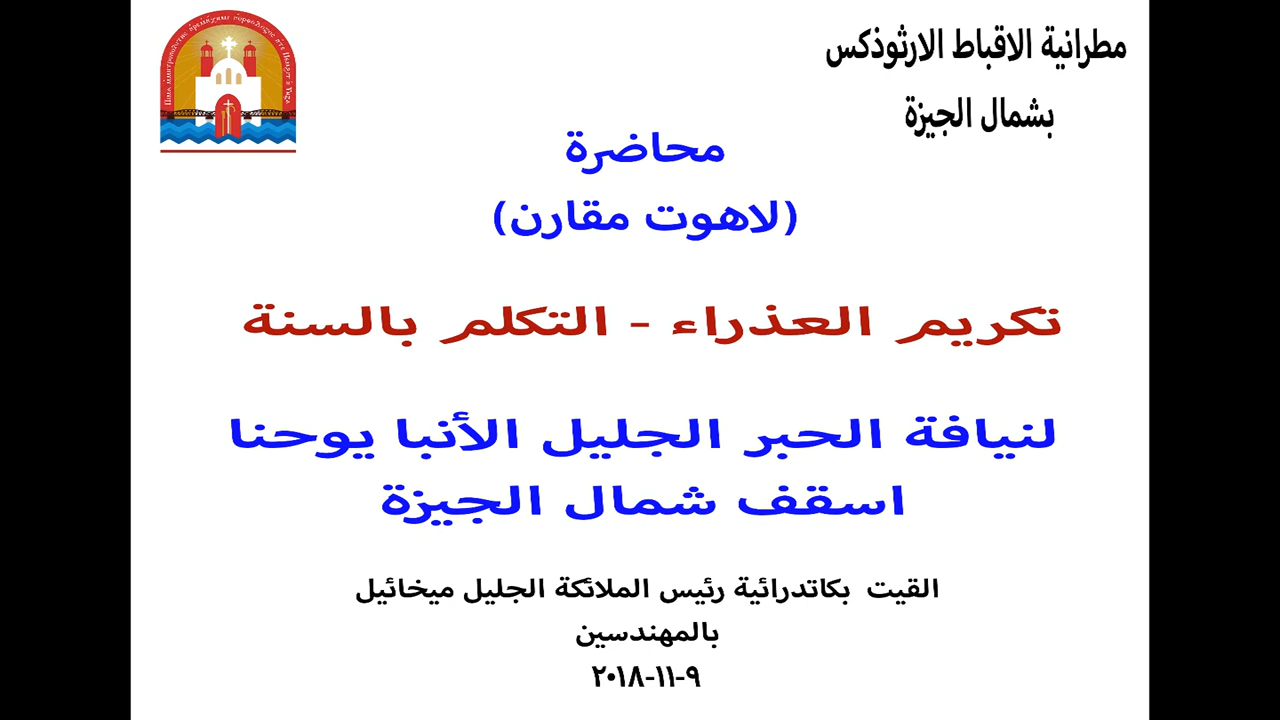 مطرانية الاقباط الارثوذكس
بشمال الجيزة
محاضرة
(لاهوت مقارن)
تكريم العذراء - التكلم بالسنة
لنيافة الحبر الجليل الأنبا يوحنا
اسقف شمال الجيزة
القيت بكاتدرائية رئيس الملائكة الجليل ميخائيل
بالمهندسين
٩-١١-٢٠١٨